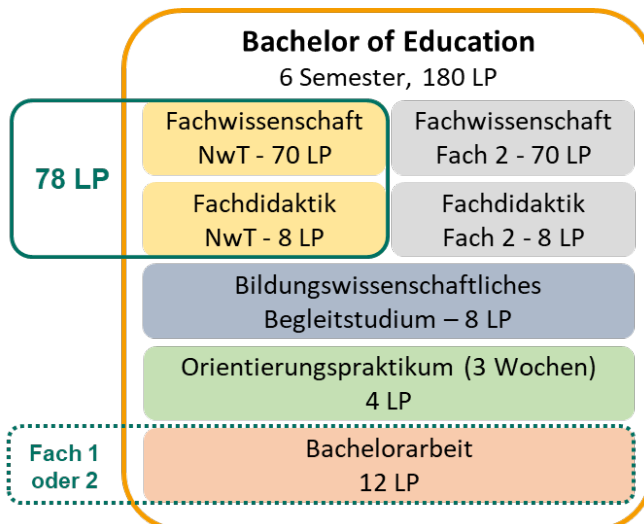 Bachelor of Education
6 Semester, 180 LP
78 LP
Fachwissenschaft
NwT - 70 LP
Fachwissenschaft
Fach 2 - 70 LP
Fachdidaktik
NwT - 8 LP
Fachdidaktik
Fach 2 - 8 LP
Bildungswissenschaftliches
Begleitstudium – 8 LP
Orientierungspraktikum (3 Wochen)
4 LP
Fach 1
oder 2
Bachelorarbeit
12 LP